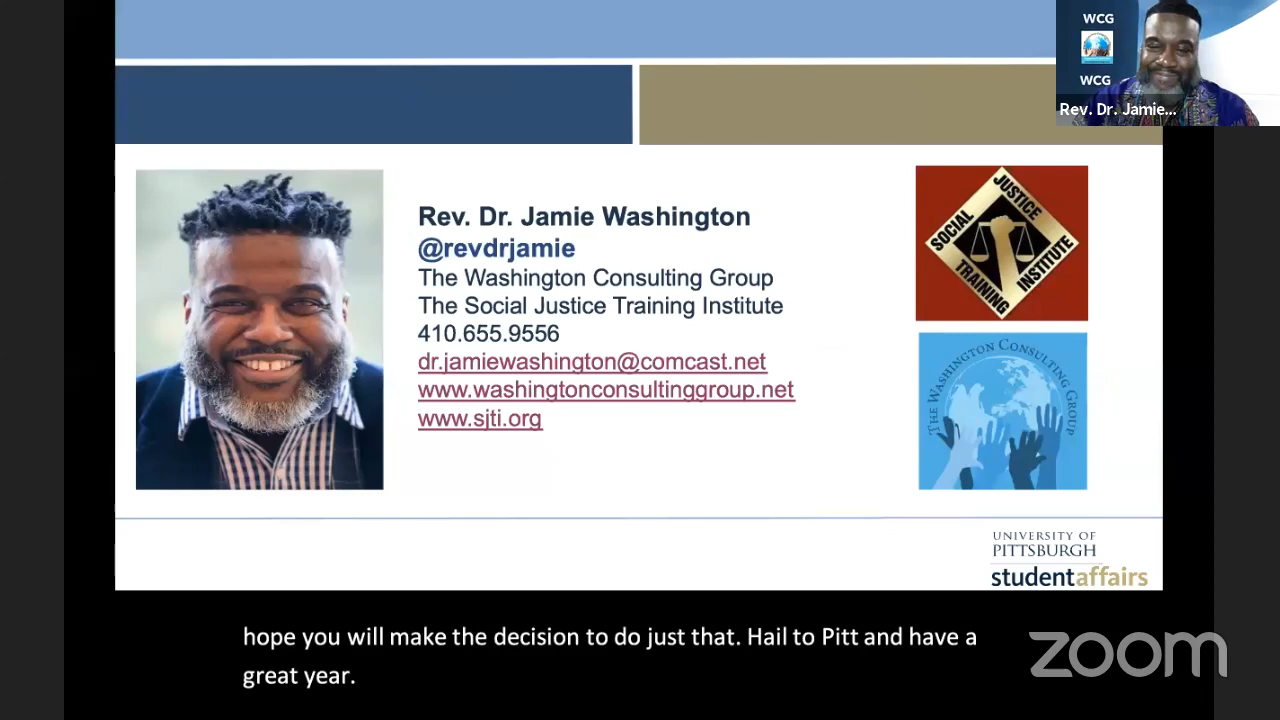 WCG
WCG
Rev. Dr. Jamie...
Rev. Dr. Jamie Washington
@revdrjamie
The Washington Consulting Group
The Social Justice Training Institute
410.655.9556
dr.jamiewashington@comcast.net
www.washingtonconsultinggroup.net
www.sjti.org
SOCIAL
JUSTICE
TRAINING
INSTITUTE
THE WASHINGTON CONSULTING GROUP
UNIVERSITY OF
PITTSBURGH
studentaffairs
hope you will make the decision to do just that. Hail to Pitt and have a
great year.
zoom